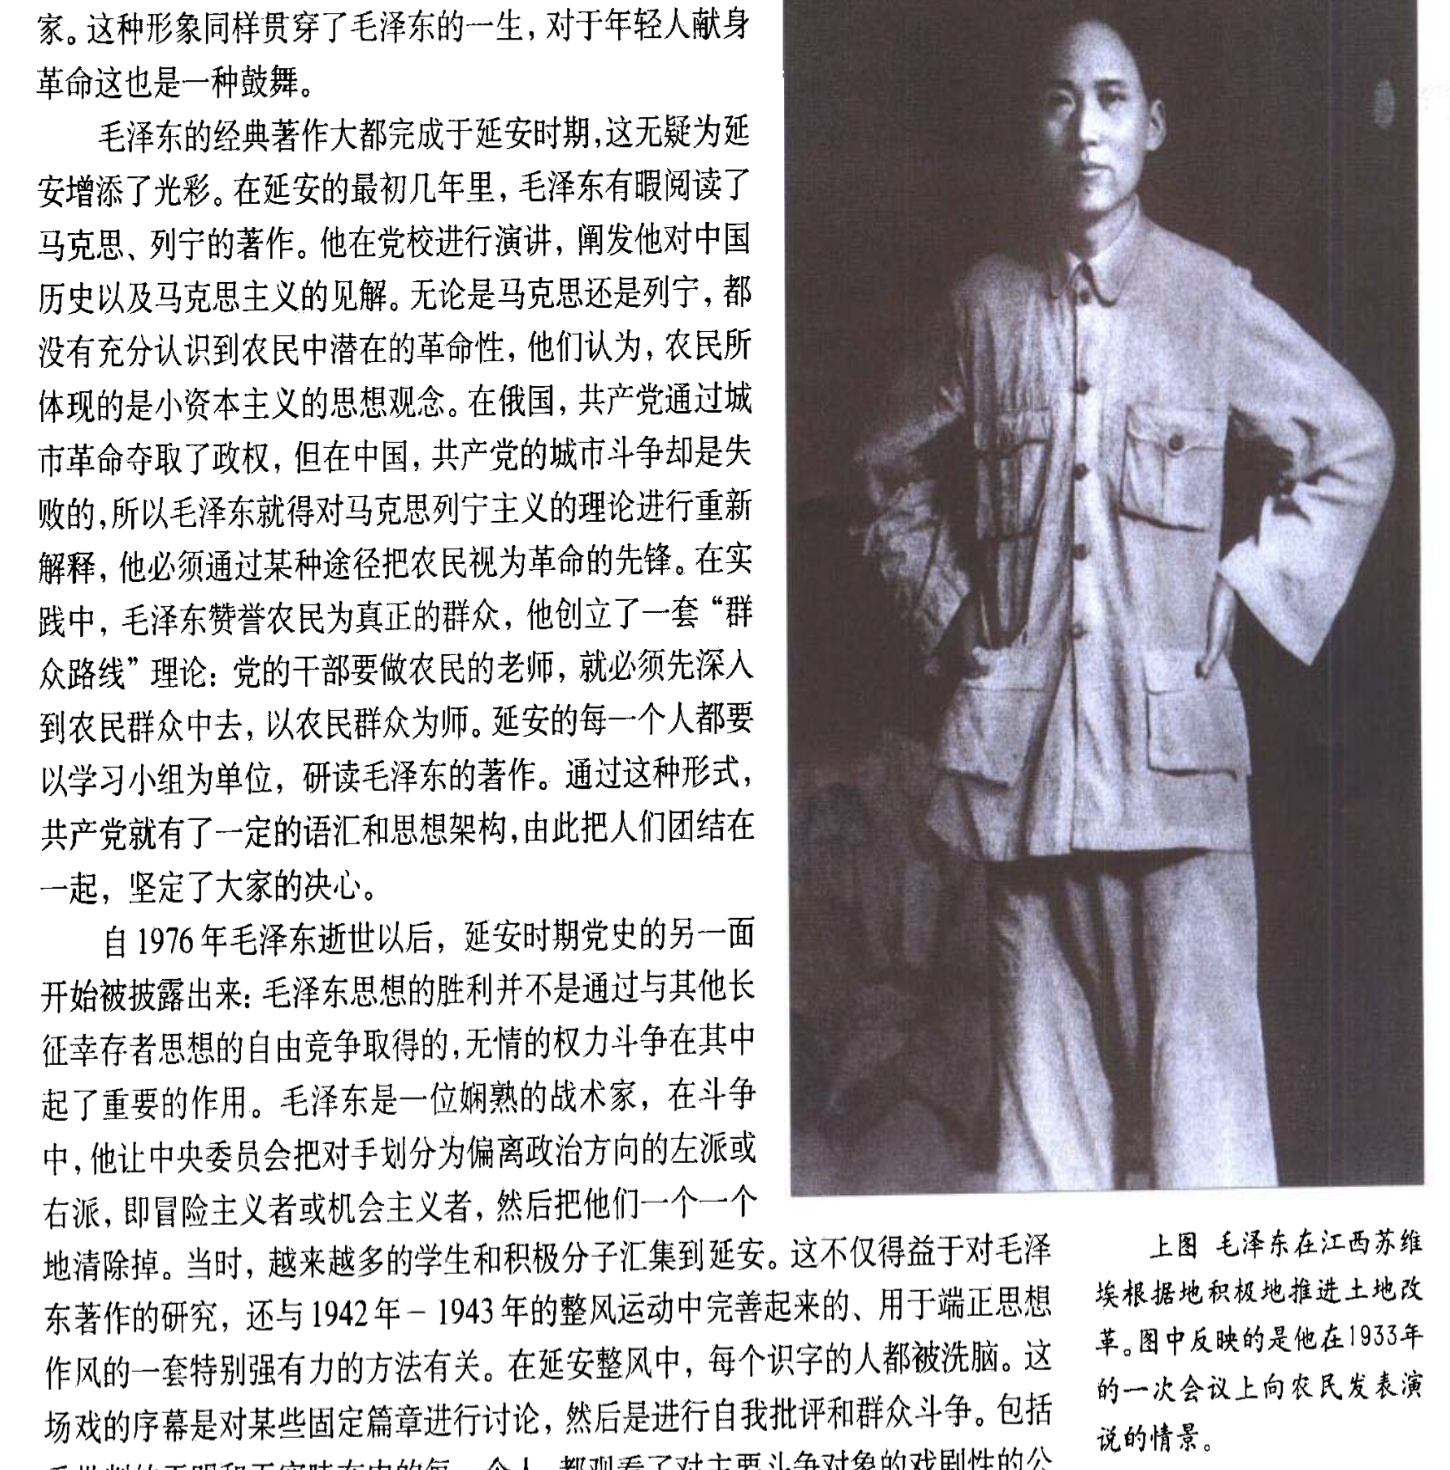 家。这种形象同样贯穿了毛泽东的一生，对于年轻人献身
革命这也是一种鼓舞。
毛泽东的经典著作大都完成于延安时期，这无疑为延
安增添了光彩。在延安的最初几年里，毛泽东有暇阅读了
马克思、列宁的著作。他在党校进行演讲，阐发他对中国
历史以及马克思主义的见解。无论是马克思还是列宁，都
没有充分认识到农民中潜在的革命性，他们认为，农民所
体现的是小资本主义的思想观念。在俄国，共产党通过城
市革命夺取了政权，但在中国，共产党的城市斗争却是失
败的，所以毛泽东就得对马克思列宁主义的理论进行重新
解释，他必须通过某种途径把农民视为革命的先锋。在实
践中，毛泽东赞誉农民为真正的群众，他创立了一套“群
众路线”理论：党的干部要做农民的老师，就必须先深入
到农民群众中去，以农民群众为师。延安的每一个人都要
以学习小组为单位，研读毛泽东的著作。通过这种形式，
共产党就有了一定的语汇和思想架构，由此把人们团结在
一起，坚定了大家的决心。
自1976年毛泽东逝世以后，延安时期党史的另一面
开始被披露出来：毛泽东思想的胜利并不是通过与其他长
征幸存者思想的自由竞争取得的，无情的权力斗争在其中
起了重要的作用。毛泽东是一位娴熟的战术家，在斗争
中，他让中央委员会把对手划分为偏离政治方向的左派或
右派，即冒险主义者或机会主义者，然后把他们一个一个
地清除掉。当时，越来越多的学生和积极分子汇集到延安。这不仅得益于对毛泽
东著作的研究，还与1942年－1943年的整风运动中完善起来的、用于端正思想
作风的一套特别强有力的方法有关。在延安整风中，每个识字的人都被洗脑。这
场戏的序幕是对某些固定篇章进行讨论，然后是进行自我批评和群众斗争。包括
个人，都观看了对主要斗争对象的戏剧性的公
上图 毛泽东在江西苏维
埃根据地积极地推进土地改
革。图中反映的是他在1933年
的一次会议上向农民发表演
说的情景。